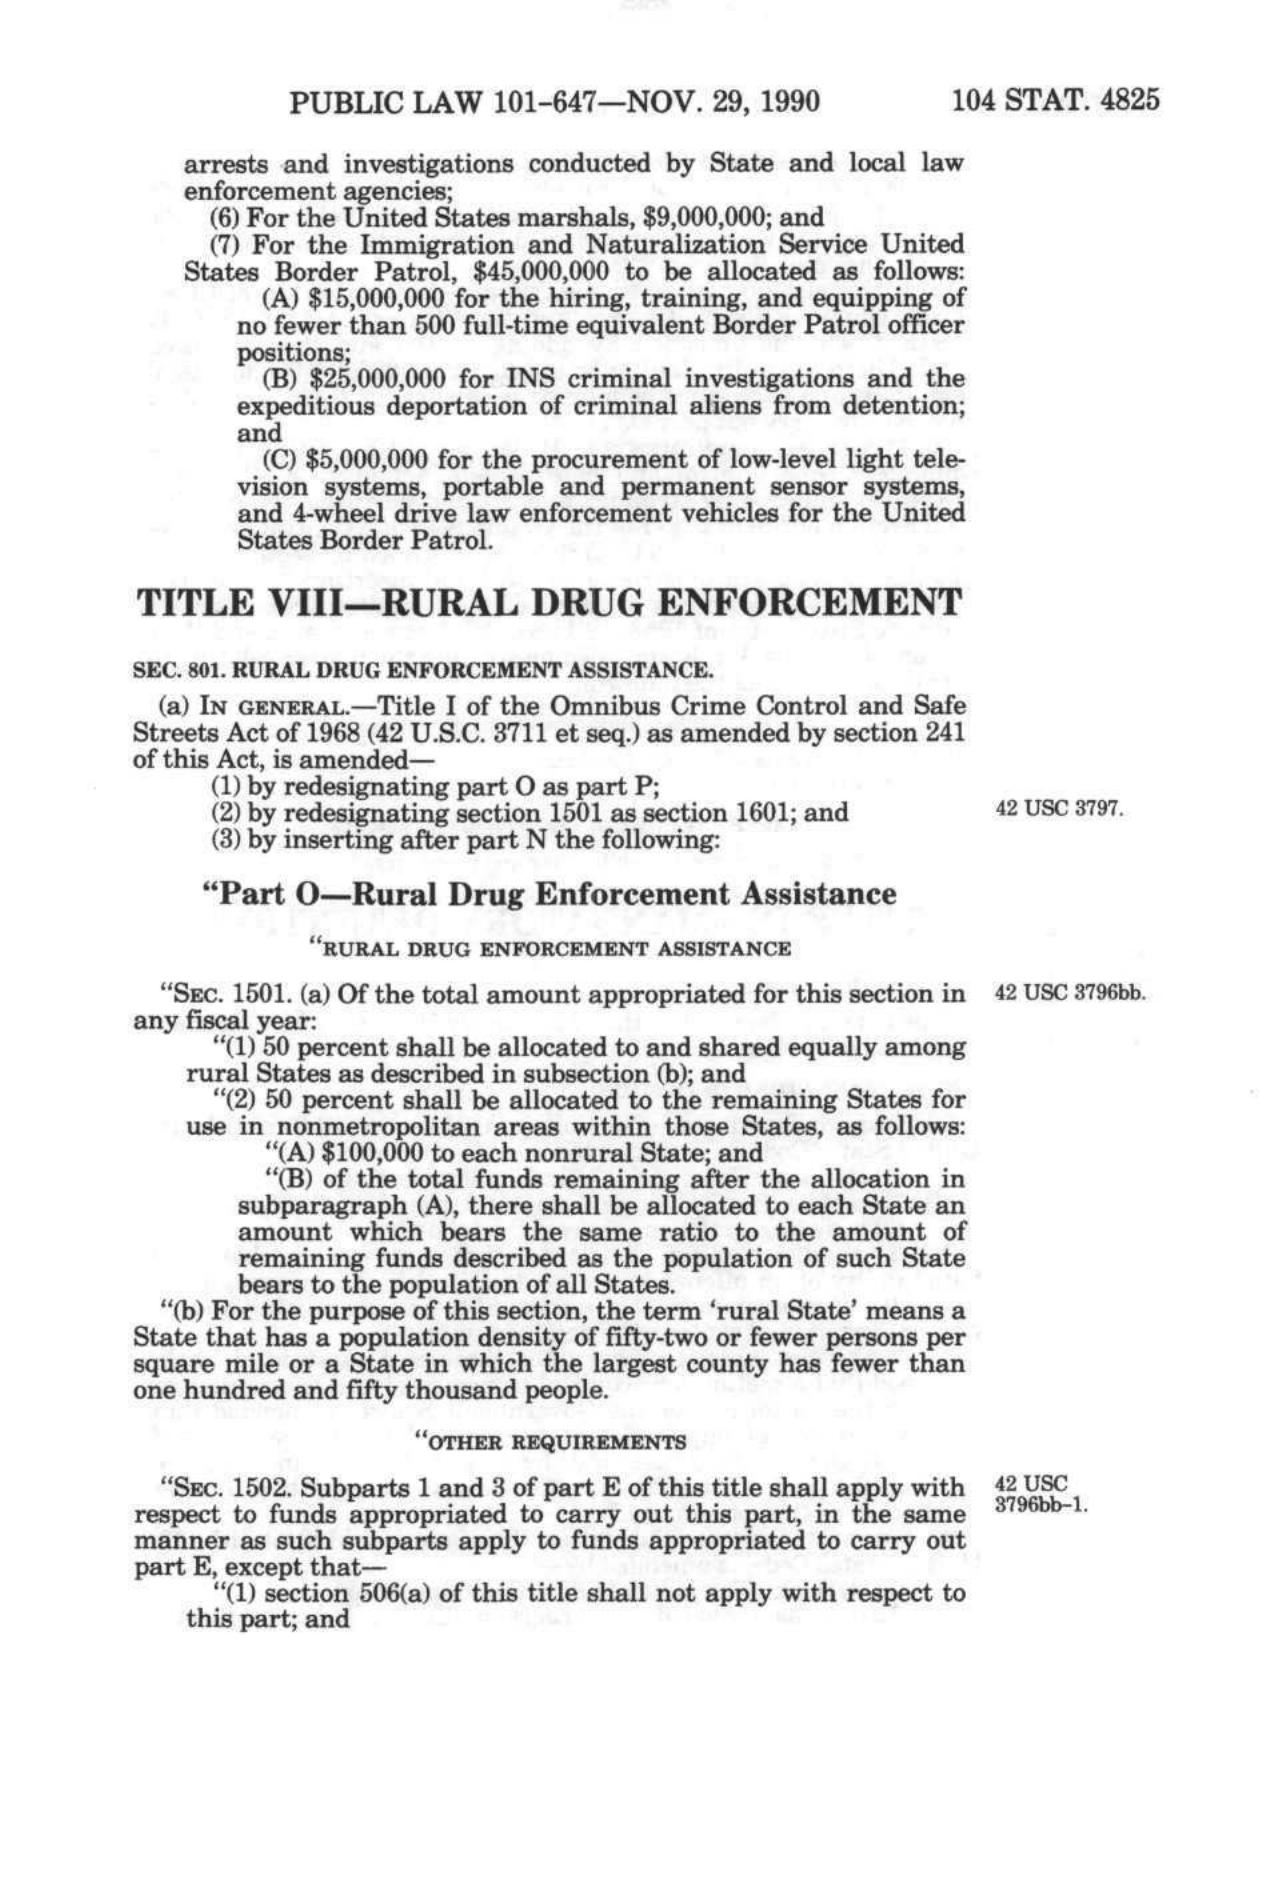 PUBLIC LAW 101–647—NOV. 29, 1990 104 STAT. 4825
arrests and investigations conducted by State and local law
enforcement agencies;
(6) For the United States marshals, $9,000,000; and
(7) For the Immigration and Naturalization Service United
States Border Patrol, $45,000,000 to be allocated as follows:
(A) $15,000,000 for the hiring, training, and equipping of
no fewer than 500 full-time equivalent Border Patrol officer
positions;
(B) $25,000,000 for INS criminal investigations and the
expeditious deportation of criminal aliens from detention;
and
(C) $5,000,000 for the procurement of low-level light tele-
vision systems, portable and permanent sensor systems,
and 4-wheel drive law enforcement vehicles for the United
States Border Patrol.
TITLE VIII—RURAL DRUG ENFORCEMENT
SEC. 801. RURAL DRUG ENFORCEMENT ASSISTANCE.
(a) IN GENERAL.—Title I of the Omnibus Crime Control and Safe
Streets Act of 1968 (42 U.S.C. 3711 et seq.) as amended by section 241
of this Act, is amended—
(1) by redesignating part O as part P;
(2) by redesignating section 1501 as section 1601; and 42 USC 3797.
(3) by inserting after part N the following:
“Part O—Rural Drug Enforcement Assistance
“RURAL DRUG ENFORCEMENT ASSISTANCE
“SEC. 1501. (a) Of the total amount appropriated for this section in 42 USC 3796bb.
any fiscal year:
“(1) 50 percent shall be allocated to and shared equally among
rural States as described in subsection (b); and
“(2) 50 percent shall be allocated to the remaining States for
use in nonmetropolitan areas within those States, as follows:
“(A) $100,000 to each nonrural State; and
“(B) of the total funds remaining after the allocation in
subparagraph (A), there shall be allocated to each State an
amount which bears the same ratio to the amount of
remaining funds described as the population of such State
bears to the population of all States.
“(b) For the purpose of this section, the term ‘rural State’ means a
State that has a population density of fifty-two or fewer persons per
square mile or a State in which the largest county has fewer than
one hundred and fifty thousand people.
“OTHER REQUIREMENTS
“SEC. 1502. Subparts 1 and 3 of part E of this title shall apply with 42 USC
respect to funds appropriated to carry out this part, in the same 3796bb–1.
manner as such subparts apply to funds appropriated to carry out
part E, except that—
“(1) section 506(a) of this title shall not apply with respect to
this part; and